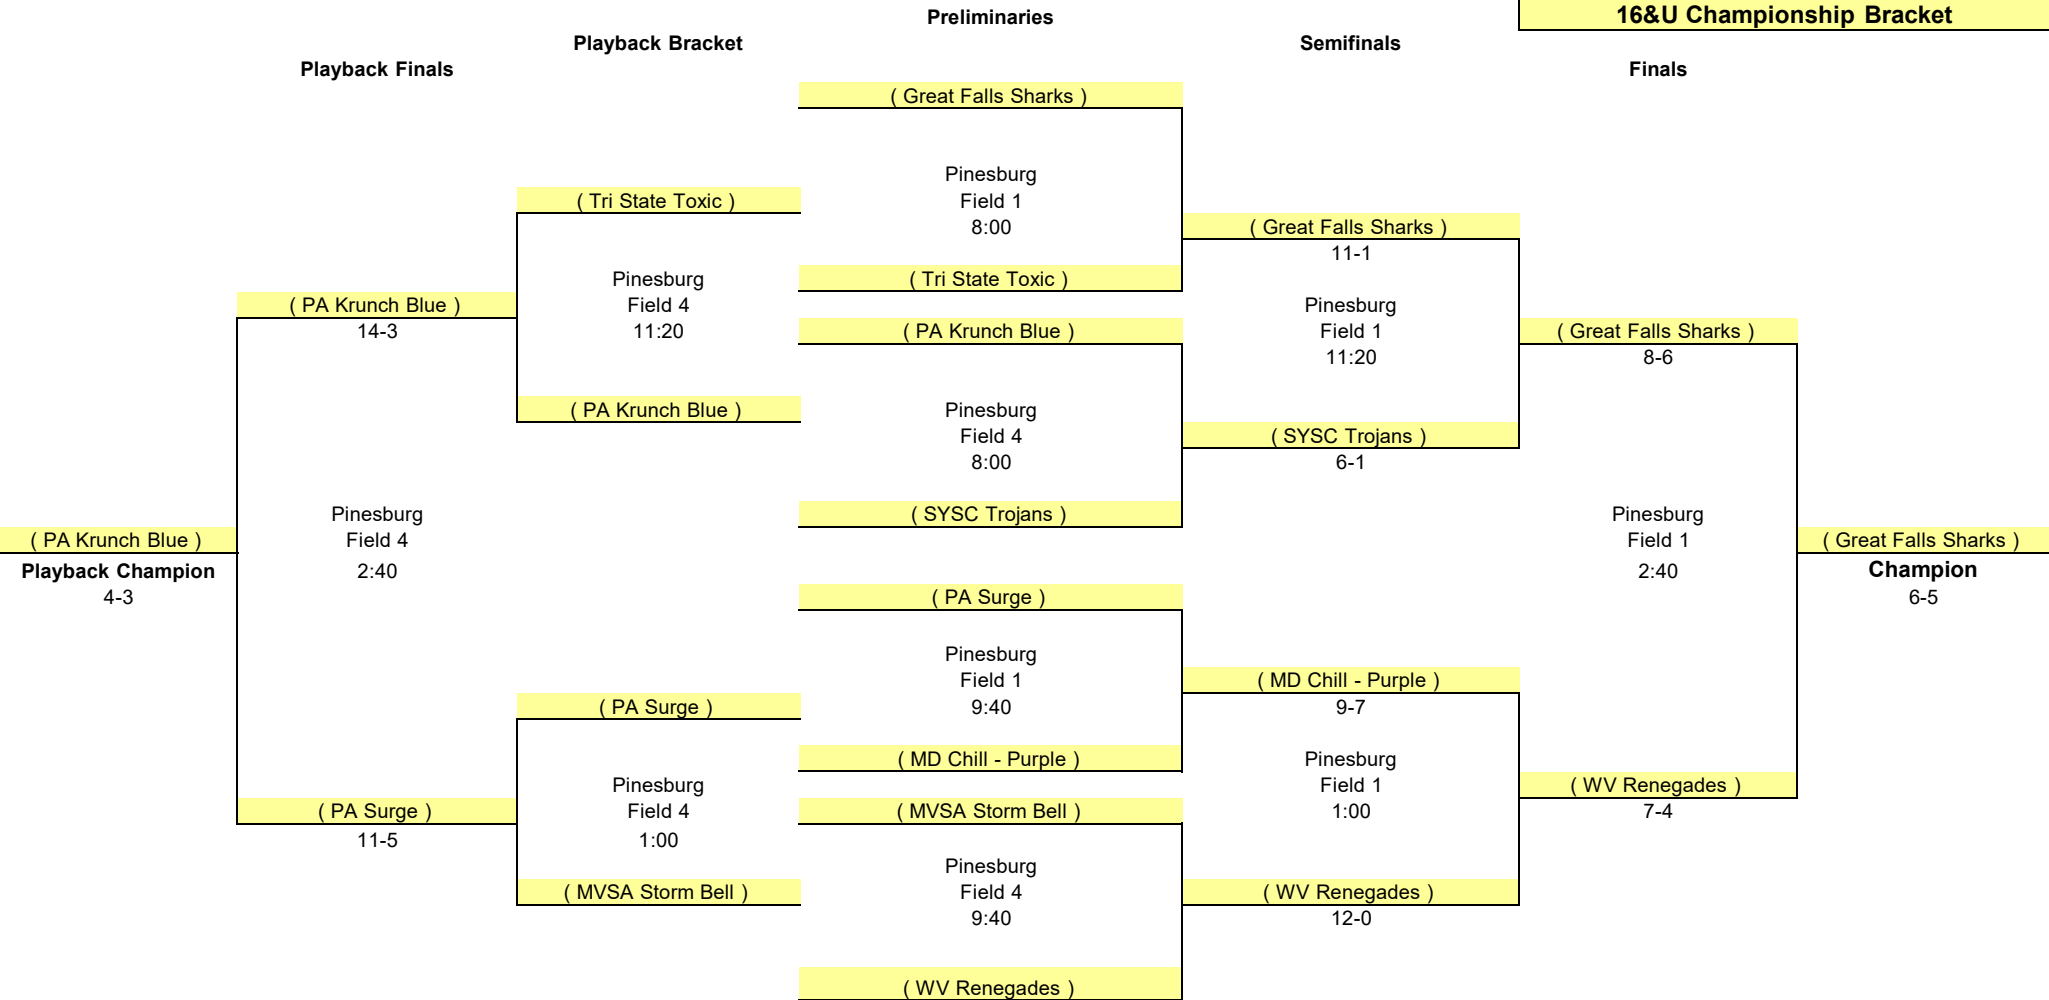 16&U Championship Bracket
Preliminaries
Playback Bracket
Semifinals
Playback Finals
Finals
( Great Falls Sharks )
Pinesburg
Field 1
8:00
( Tri State Toxic )
( PA Krunch Blue )
Pinesburg
Field 4
8:00
( SYSC Trojans )
( PA Surge )
Pinesburg
Field 1
9:40
( MD Chill - Purple )
( MVSA Storm Bell )
Pinesburg
Field 4
9:40
( WV Renegades )
( Tri State Toxic )
Pinesburg
Field 4
11:20
( PA Krunch Blue )
( PA Surge )
Pinesburg
Field 4
1:00
( MVSA Storm Bell )
( PA Krunch Blue )
14-3
Pinesburg
Field 4
2:40
( PA Surge )
11-5
( PA Krunch Blue )
Playback Champion
4-3
( Great Falls Sharks )
11-1
Pinesburg
Field 1
11:20
( SYSC Trojans )
6-1
( MD Chill - Purple )
9-7
Pinesburg
Field 1
1:00
( WV Renegades )
12-0
( Great Falls Sharks )
8-6
Pinesburg
Field 1
2:40
( WV Renegades )
7-4
( Great Falls Sharks )
Champion
6-5